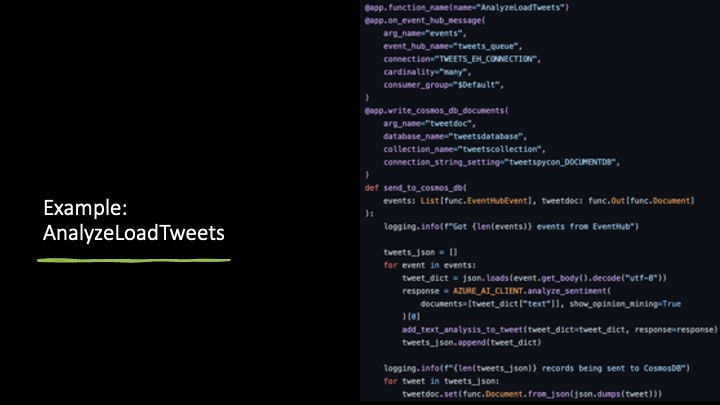 Example:
AnalyzeLoadTweets
@app.function_name(name="AnalyzeLoadTweets")
@app.on_event_hub_message(
    arg_name="events",
    event_hub_name="tweets_queue",
    connection="TWEETS_EH_CONNECTION",
    cardinality="many",
    consumer_group="$Default",
)
@app.write_cosmos_db_documents(
    arg_name="tweetdoc",
    database_name="tweetsdatabase",
    collection_name="tweetscollection",
    connection_string_setting="tweetspycon_DOCUMENTDB",
)
def send_to_cosmos_db(
    events: List[func.EventHubEvent], tweetdoc: func.Out[func.Document]
):
    logging.info(f"Got {len(events)} events from EventHub")
    tweets_json = []
    for event in events:
        tweet_dict = json.loads(event.get_body().decode("utf-8"))
        response = AZURE_AI_CLIENT.analyze_sentiment(
            documents=[tweet_dict["text"]], show_opinion_mining=True
        )[0]
        add_text_analysis_to_tweet(tweet_dict=tweet_dict, response=response)
        tweets_json.append(tweet_dict)
    logging.info(f"{len(tweets_json)} records being sent to CosmosDB")
    for tweet in tweets_json:
        tweetdoc.set(func.Document.from_json(json.dumps(tweet)))